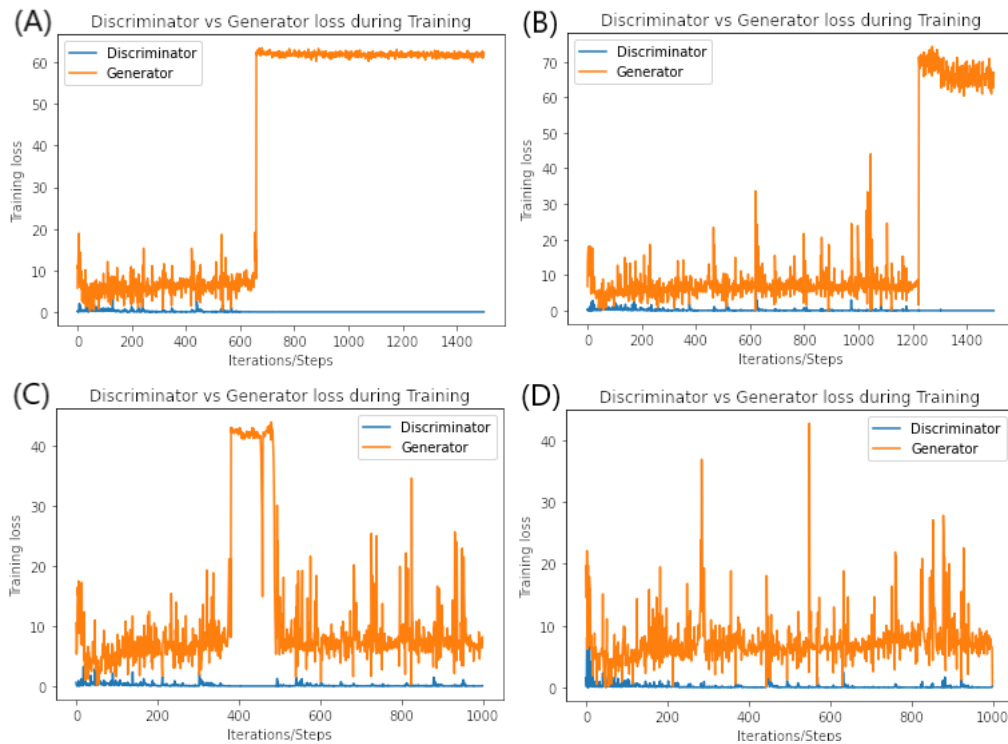 (A)
Discriminator vs Generator loss during Training
Discriminator
Generator
Training loss
60
50
40
30
20
10
0
0 200 400 600 800 1000 1200 1400
Iterations/Steps
(B)
Discriminator vs Generator loss during Training
Discriminator
Generator
Training loss
70
60
50
40
30
20
10
0
0 200 400 600 800 1000 1200 1400
Iterations/Steps
(C)
Discriminator vs Generator loss during Training
Discriminator
Generator
Training loss
40
30
20
10
0
0 200 400 600 800 1000
Iterations/Steps
(D)
Discriminator vs Generator loss during Training
Discriminator
Generator
Training loss
40
30
20
10
0
0 200 400 600 800 1000
Iterations/Steps